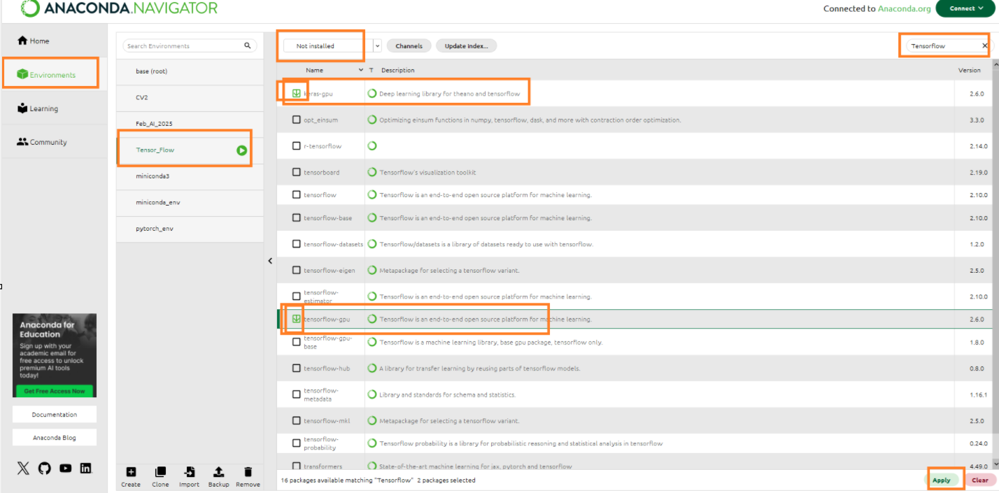 ANACONDA.NAVIGATOR
Connected to Anaconda.org
Connect
Home
Environments
Learning
Community
Anaconda for
Education
Sign up with your
academic email for
free access to unlock
premium AI tools
today!
Get Free Access Now
Documentation
Anaconda Blog
Search Environments
base (root)
CV2
Feb_AI_2025
Tensor_Flow
miniconda3
miniconda_env
pytorch_env
Create Clone Import Backup Remove
Not installed
Channels
Update index...
Tensorflow
Name T Description Version
keras-gpu Deep learning library for theano and tensorflow 2.6.0
opt_einsum Optimizing einsum functions in numpy, tensorflow, dask, and more with contraction order optimization. 3.3.0
r-tensorflow 2.14.0
tensorboard Tensorflow's visualization toolkit 2.19.0
tensorflow Tensorflow is an end-to-end open source platform for machine learning. 2.10.0
tensorflow-base Tensorflow is an end-to-end open source platform for machine learning. 2.10.0
tensorflow-datasets Tensorflow/datasets is a library of datasets ready to use with tensorflow. 1.2.0
tensorflow-eigen Metapackage for selecting a tensorflow variant. 2.5.0
tensorflow-
estimator Tensorflow is an end-to-end open source platform for machine learning. 2.10.0
tensorflow-gpu Tensorflow is an end-to-end open source platform for machine learning. 2.6.0
tensorflow-gpu-
base Tensorflow is a machine learning library, base gpu package, tensorflow only. 1.8.0
tensorflow-hub A library for transfer learning by reusing parts of tensorflow models. 0.8.0
tensorflow-
metadata Library and standards for schema and statistics. 1.16.1
tensorflow-mkl Metapackage for selecting a tensorflow variant. 2.5.0
tensorflow-
probability Tensorflow probability is a library for probabilistic reasoning and statistical analysis in tensorflow 0.24.0
transformers State-of-the-art machine learning for jax, pytorch and tensorflow 4.49.0
16 packages available matching "Tensorflow" 2 packages selected
Apply
Clear